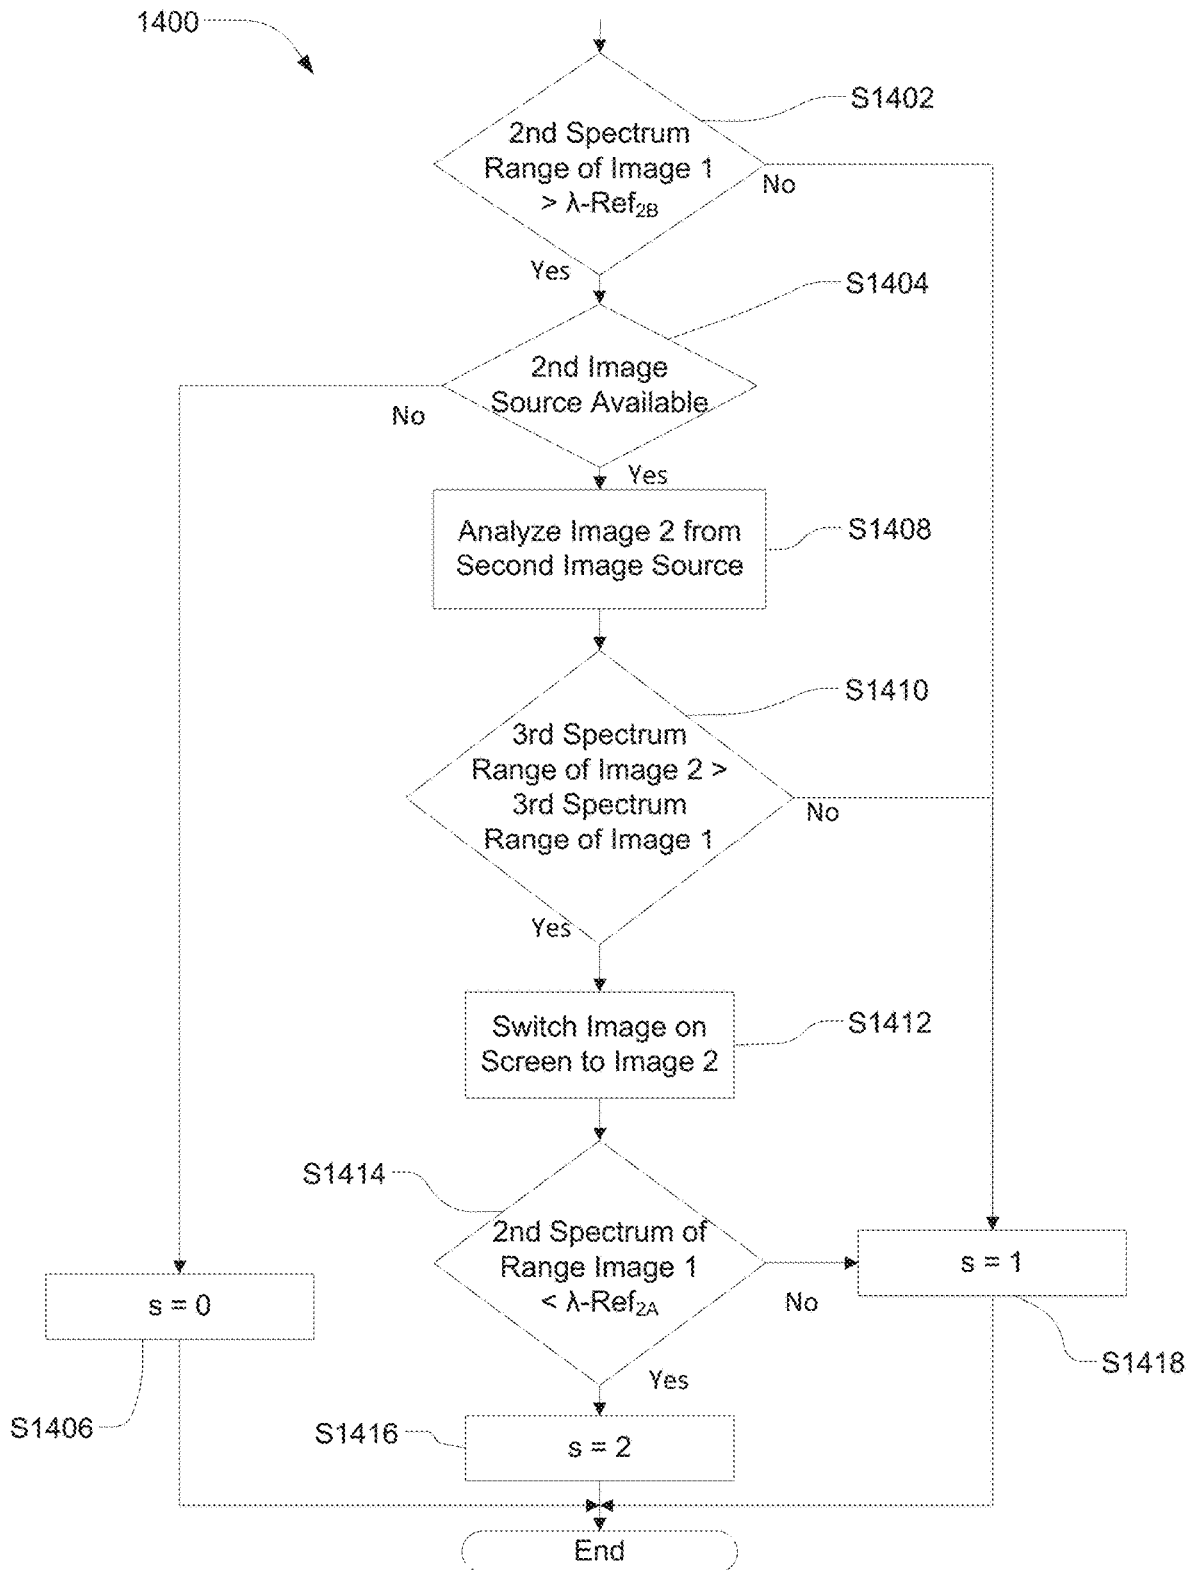 1400
S1402
2nd Spectrum
Range of Image 1
> λ-Ref2B
No
Yes
S1404
2nd Image
Source Available
No
Yes
Analyze Image 2 from
Second Image Source
S1408
S1410
3rd Spectrum
Range of Image 2 >
3rd Spectrum
Range of Image 1
No
Yes
Switch Image on
Screen to Image 2
S1412
S1414
2nd Spectrum of
Range Image 1
< λ-Ref2A
No
Yes
s = 1
S1418
s = 0
S1406
S1416
s = 2
End